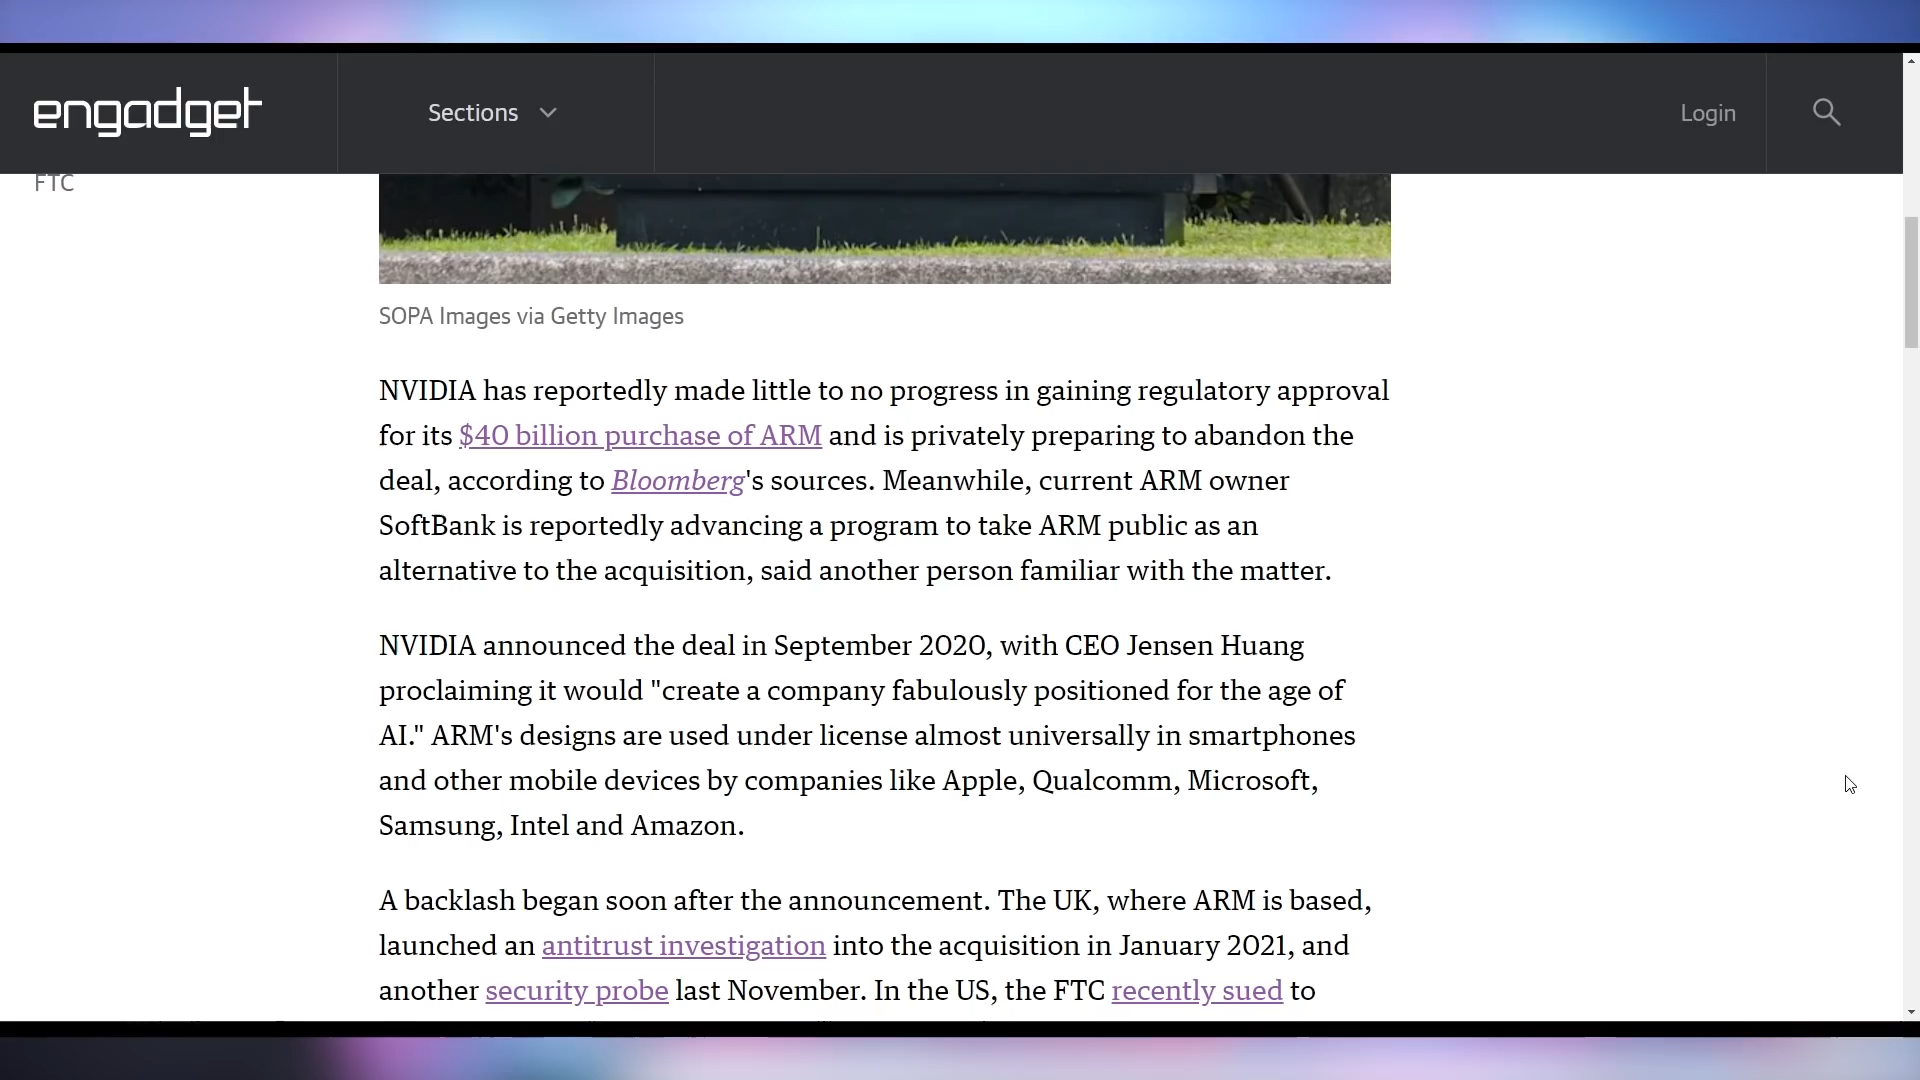 engadget
Sections
Login
FTC
SOPA Images via Getty Images
NVIDIA has reportedly made little to no progress in gaining regulatory approval
for its $40 billion purchase of ARM and is privately preparing to abandon the
deal, according to Bloomberg's sources. Meanwhile, current ARM owner
SoftBank is reportedly advancing a program to take ARM public as an
alternative to the acquisition, said another person familiar with the matter.
NVIDIA announced the deal in September 2020, with CEO Jensen Huang
proclaiming it would "create a company fabulously positioned for the age of
AI." ARM's designs are used under license almost universally in smartphones
and other mobile devices by companies like Apple, Qualcomm, Microsoft,
Samsung, Intel and Amazon.
A backlash began soon after the announcement. The UK, where ARM is based,
launched an antitrust investigation into the acquisition in January 2021, and
another security probe last November. In the US, the FTC recently sued to